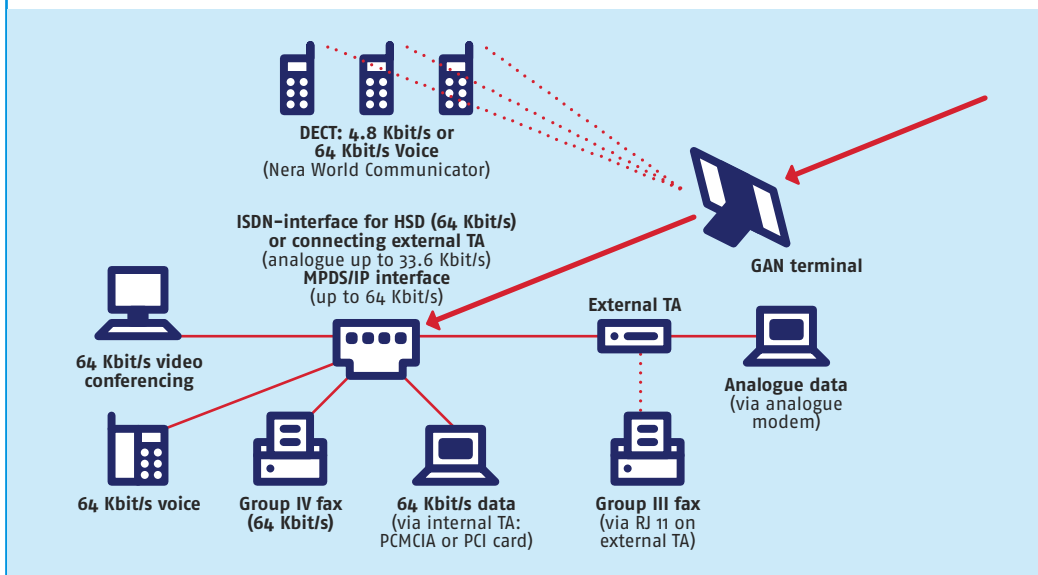 DECT: 4.8 Kbit/s or
64 Kbit/s Voice
(Nera World Communicator)
ISDN-interface for HSD (64 Kbit/s)
or connecting external TA
(analogue up to 33.6 Kbit/s)
MPDS/IP interface
(up to 64 Kbit/s)
GAN terminal
External TA
64 Kbit/s video
conferencing
Analogue data
(via analogue
modem)
64 Kbit/s voice
Group IV fax
(64 Kbit/s)
64 Kbit/s data
(via internal TA:
PCMCIA or PCI card)
Group III fax
(via RJ 11 on
external TA)